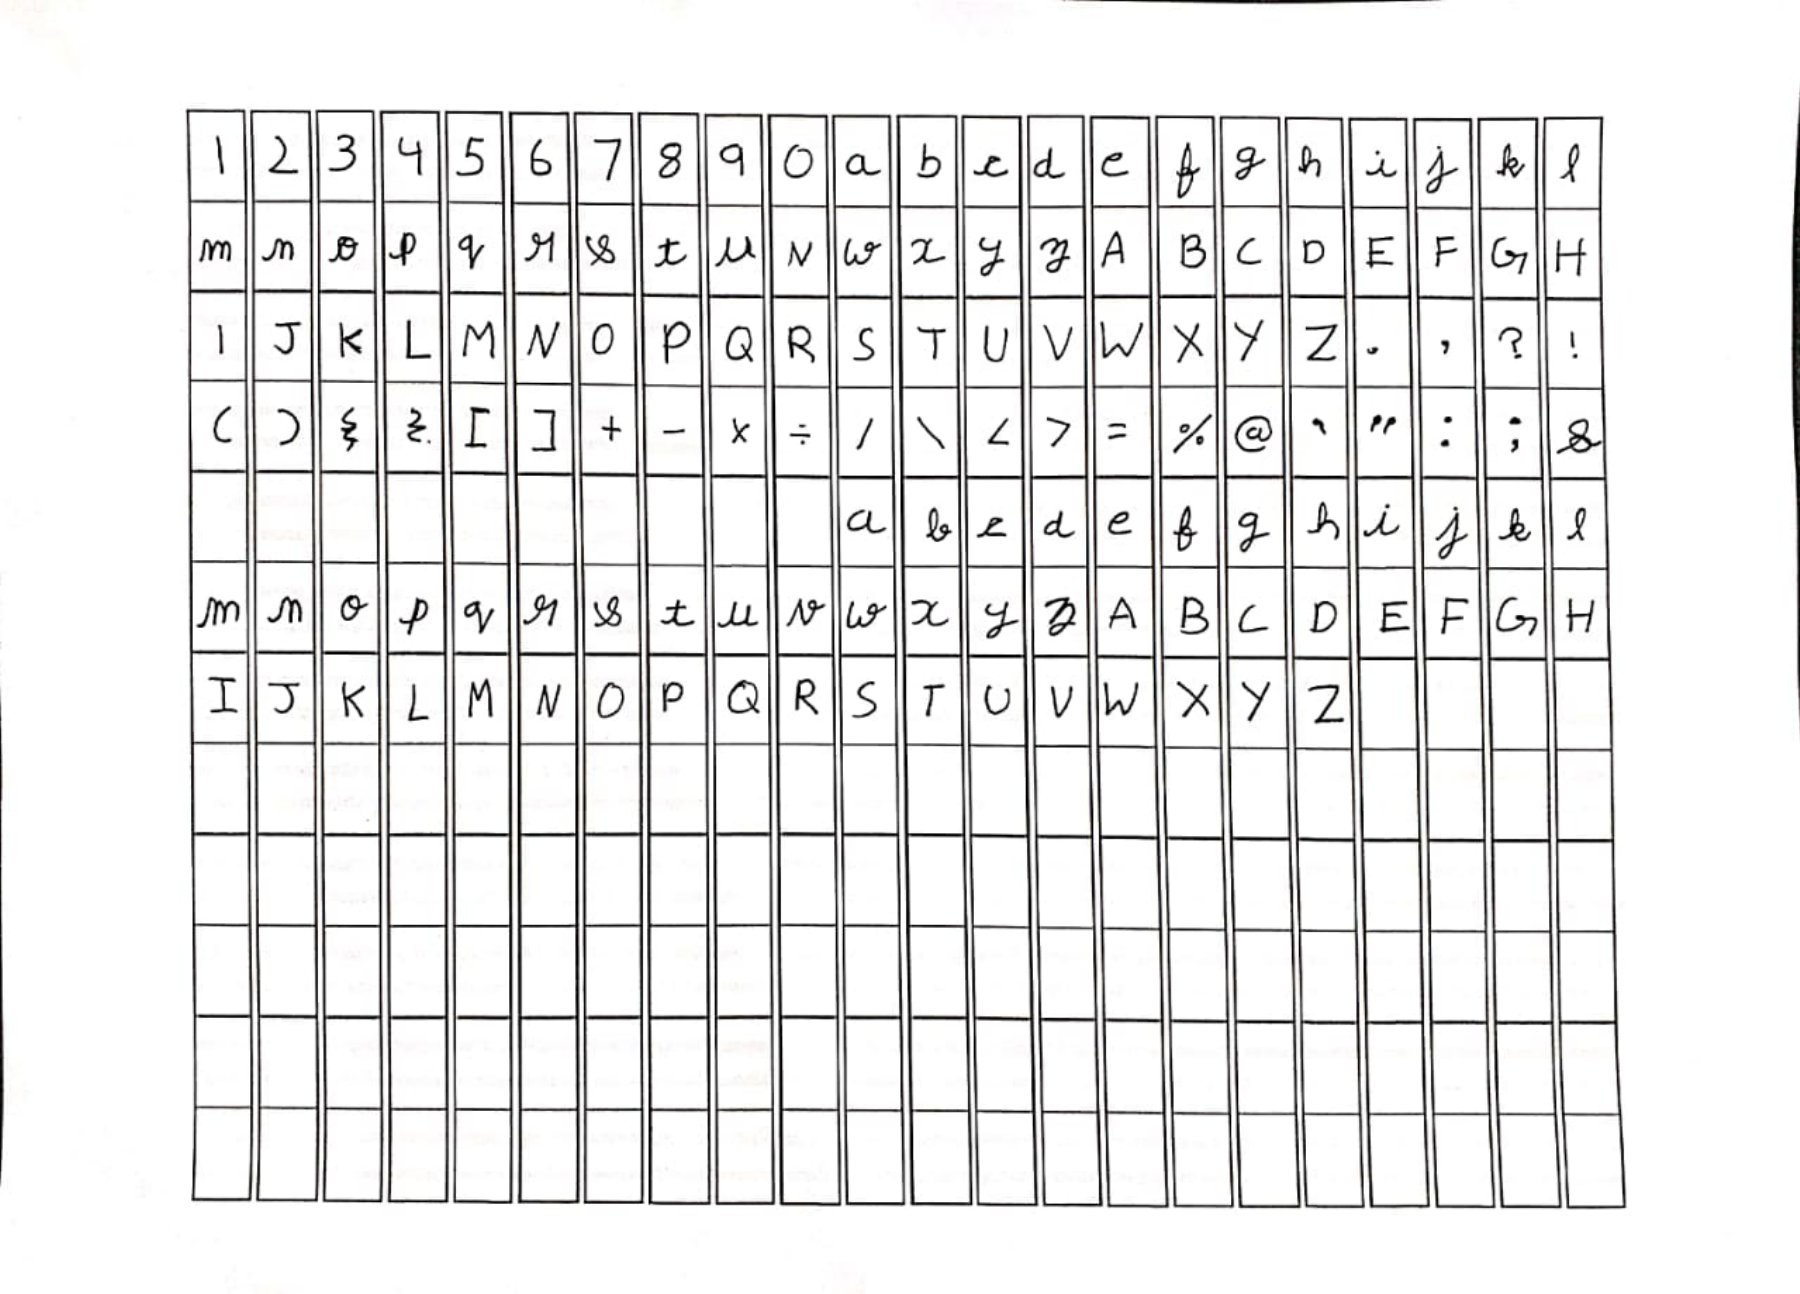 1 2 3 4 5 6 7 8 9 0 a b c d e f g h i j k l
m n o p q r s t u v w x y z A B C D E F G H
I J K L M N O P Q R S T U V W X Y Z . , ? !
( ) { } [ ] + - × ÷ / \ < > = % @ ' " : ; &
a b c d e f g h i j k l
m n o p q r s t u v w x y z A B C D E F G H
I J K L M N O P Q R S T U V W X Y Z